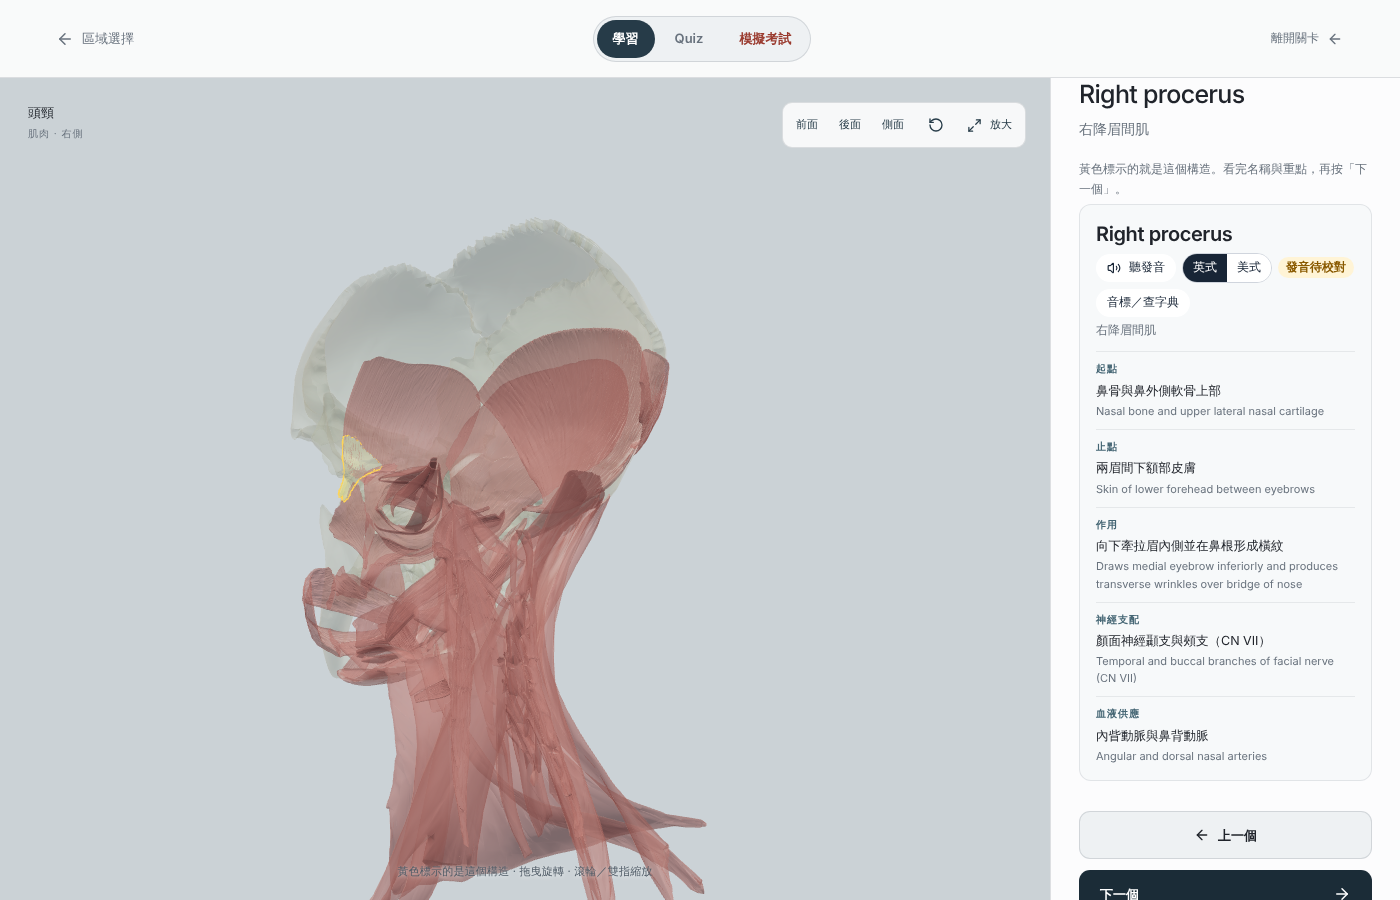 區域選擇
學習
Quiz
模擬考試
離開關卡
頭頸
肌肉 · 右側
前面
後面
側面
放大
黃色標示的是這個構造 · 拖曳旋轉 · 滾輪／雙指縮放
Right procerus
右降眉間肌
黃色標示的就是這個構造。看完名稱與重點，再按「下
一個」。
Right procerus
聽發音
英式
美式
發音待校對
音標／查字典
右降眉間肌
起點
鼻骨與鼻外側軟骨上部
Nasal bone and upper lateral nasal cartilage
止點
兩眉間下額部皮膚
Skin of lower forehead between eyebrows
作用
向下牽拉眉內側並在鼻根形成橫紋
Draws medial eyebrow inferiorly and produces
transverse wrinkles over bridge of nose
神經支配
顏面神經顳支與頰支（CN VII）
Temporal and buccal branches of facial nerve
(CN VII)
血液供應
內眥動脈與鼻背動脈
Angular and dorsal nasal arteries
上一個
下一個